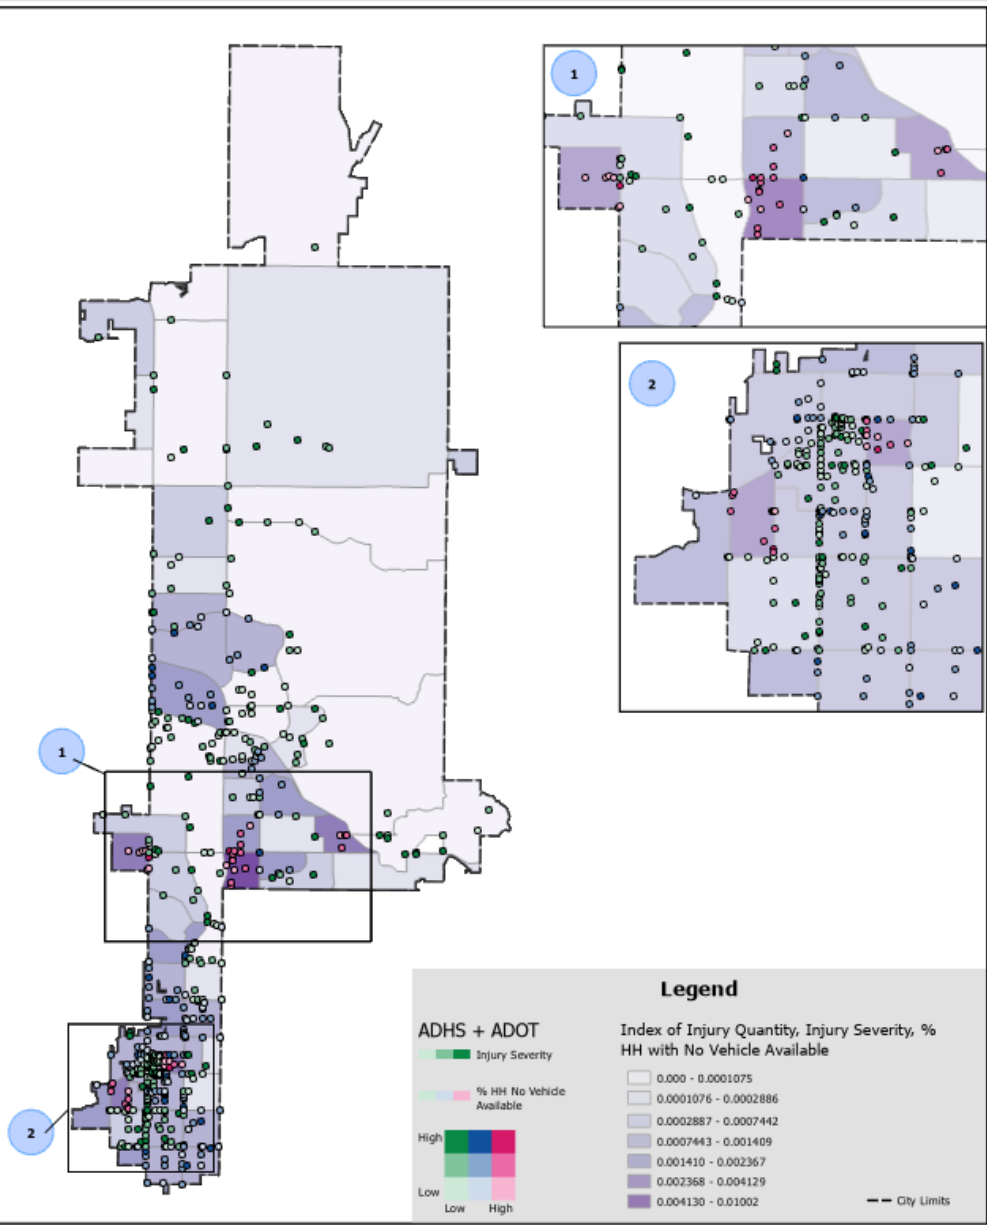 1
2
1
2
Legend
ADHS + ADOT
Injury Severity
% HH No Vehicle
Available
High
Low
Low
High
Index of Injury Quantity, Injury Severity, %
HH with No Vehicle Available
0.000 - 0.0001075
0.0001076 - 0.0002886
0.0002887 - 0.0007442
0.0007443 - 0.001409
0.001410 - 0.002367
0.002368 - 0.004129
0.004130 - 0.01002
City Limits